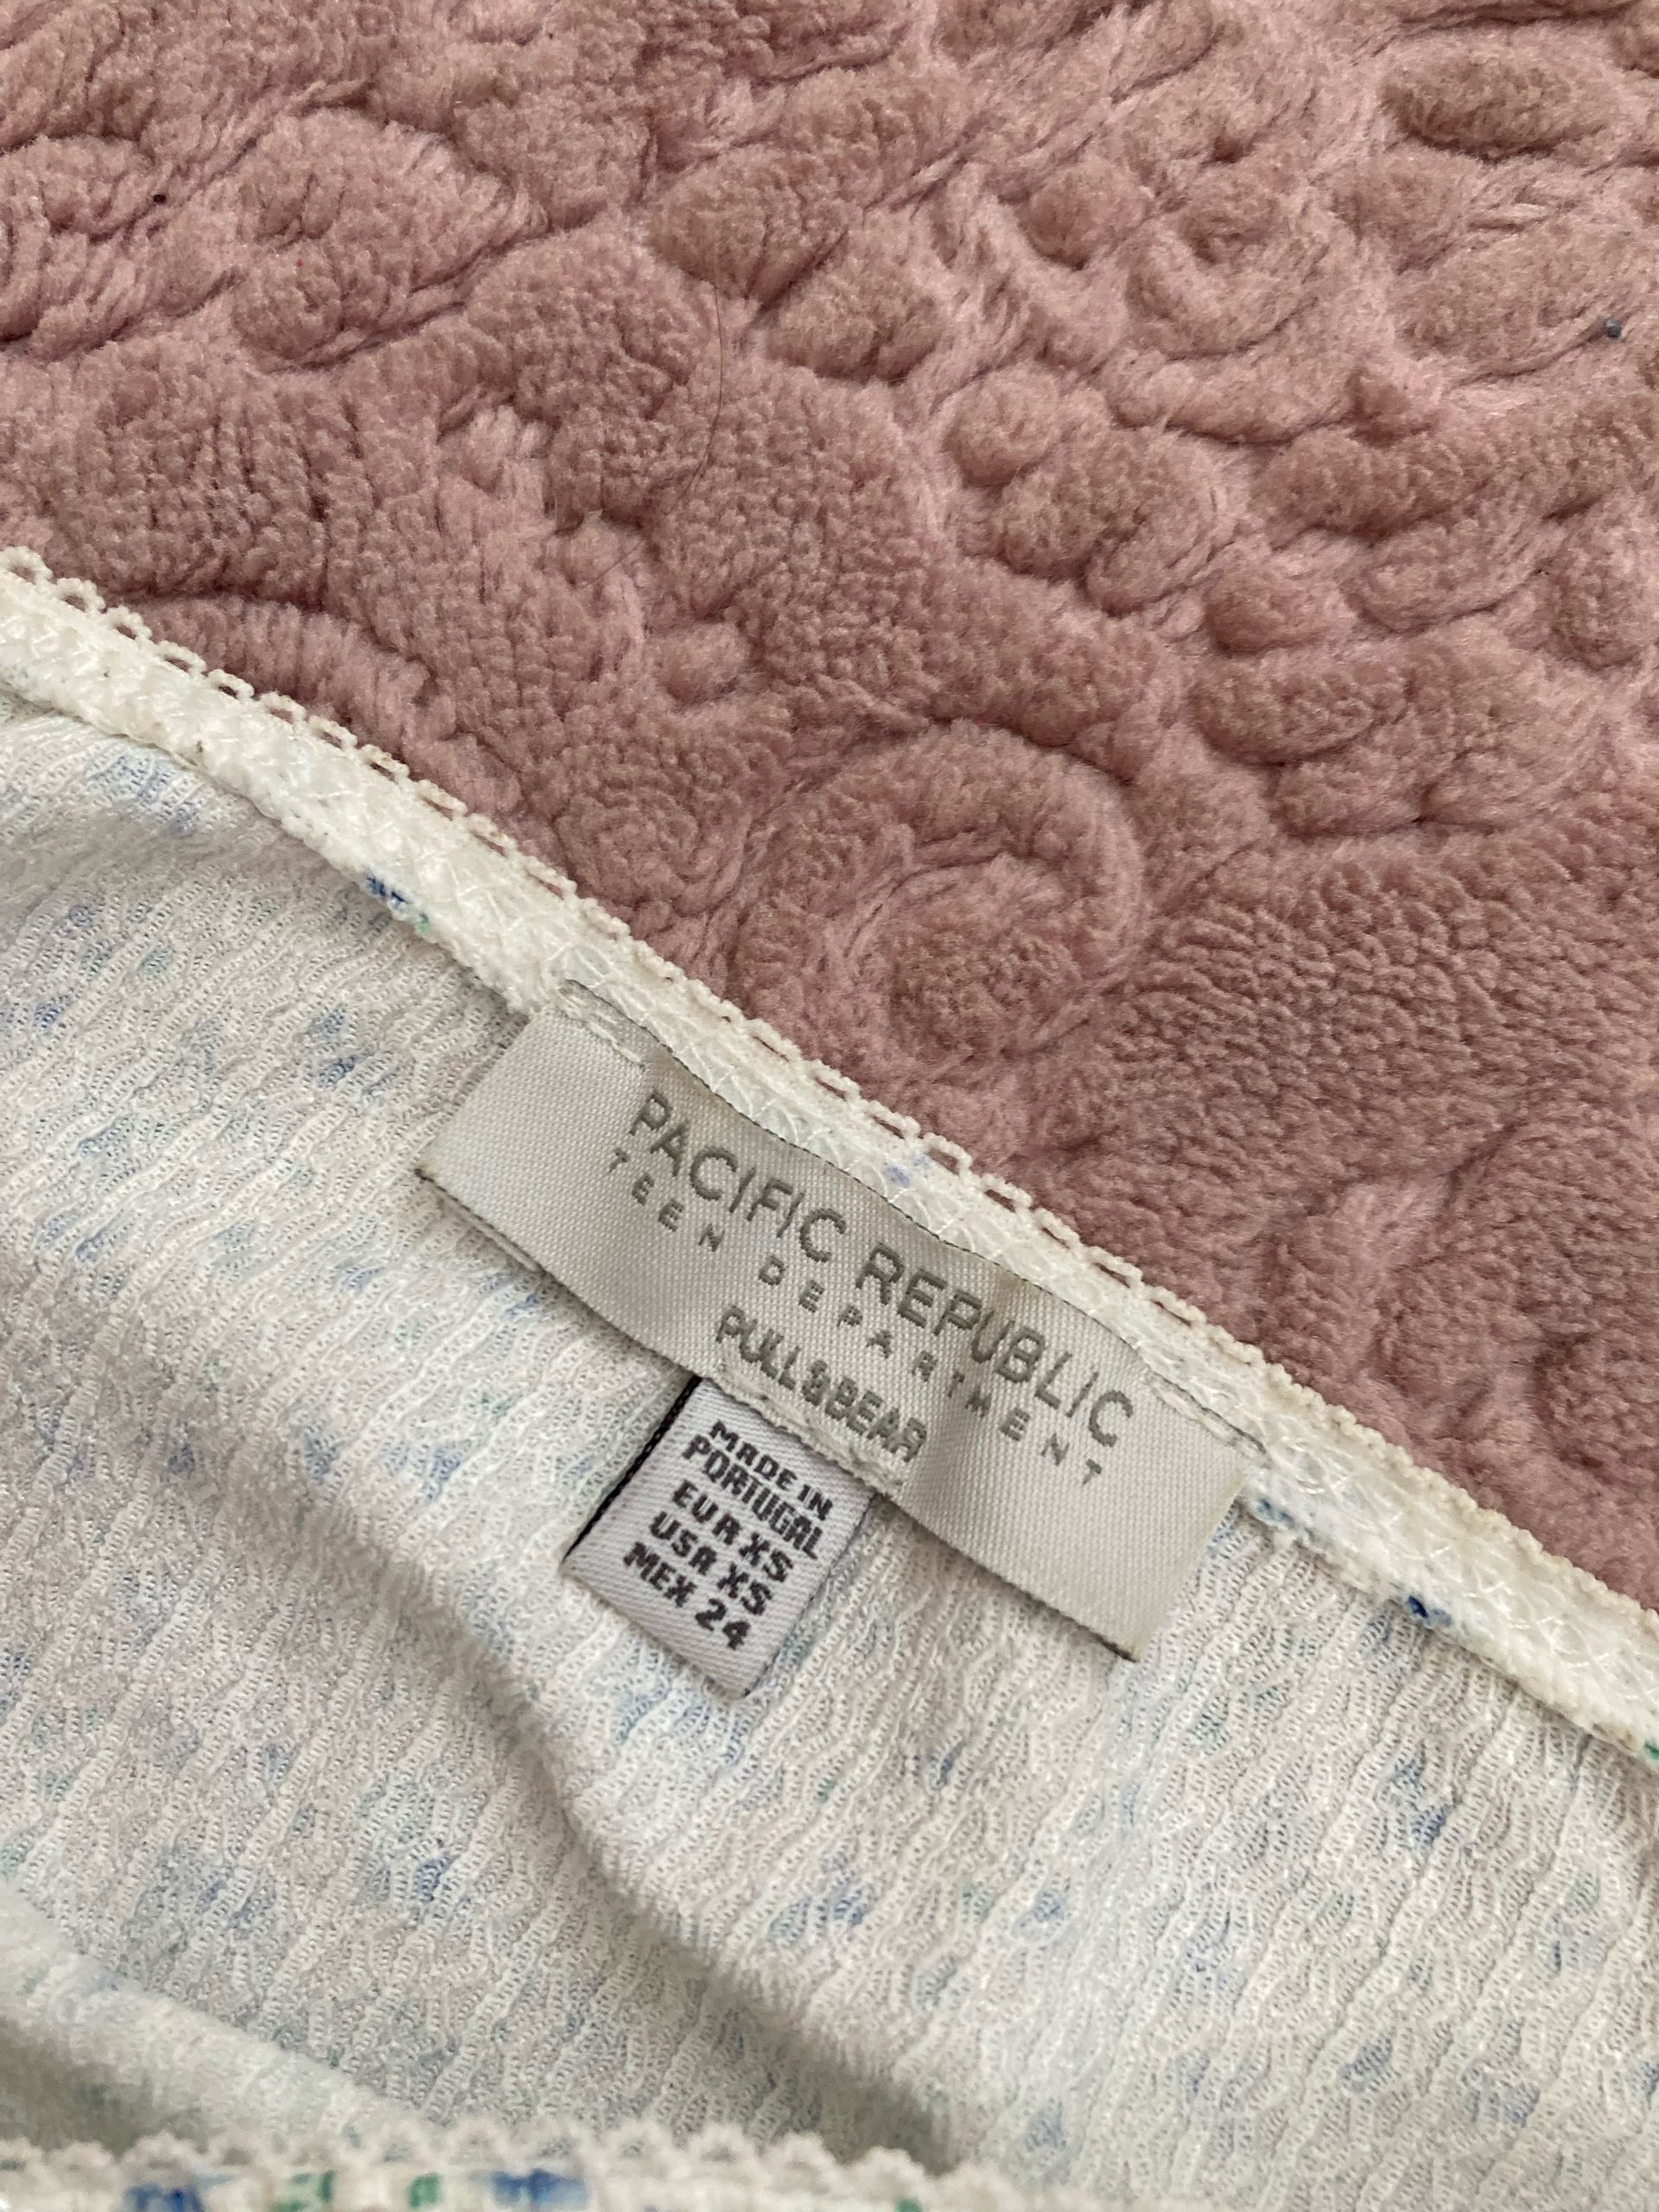 PACIFIC REPUBLIC
TEEN DEPARTMENT
PULL&BEAR
MADE IN
PORTUGAL
EUR XS
USA XS
MEX 24